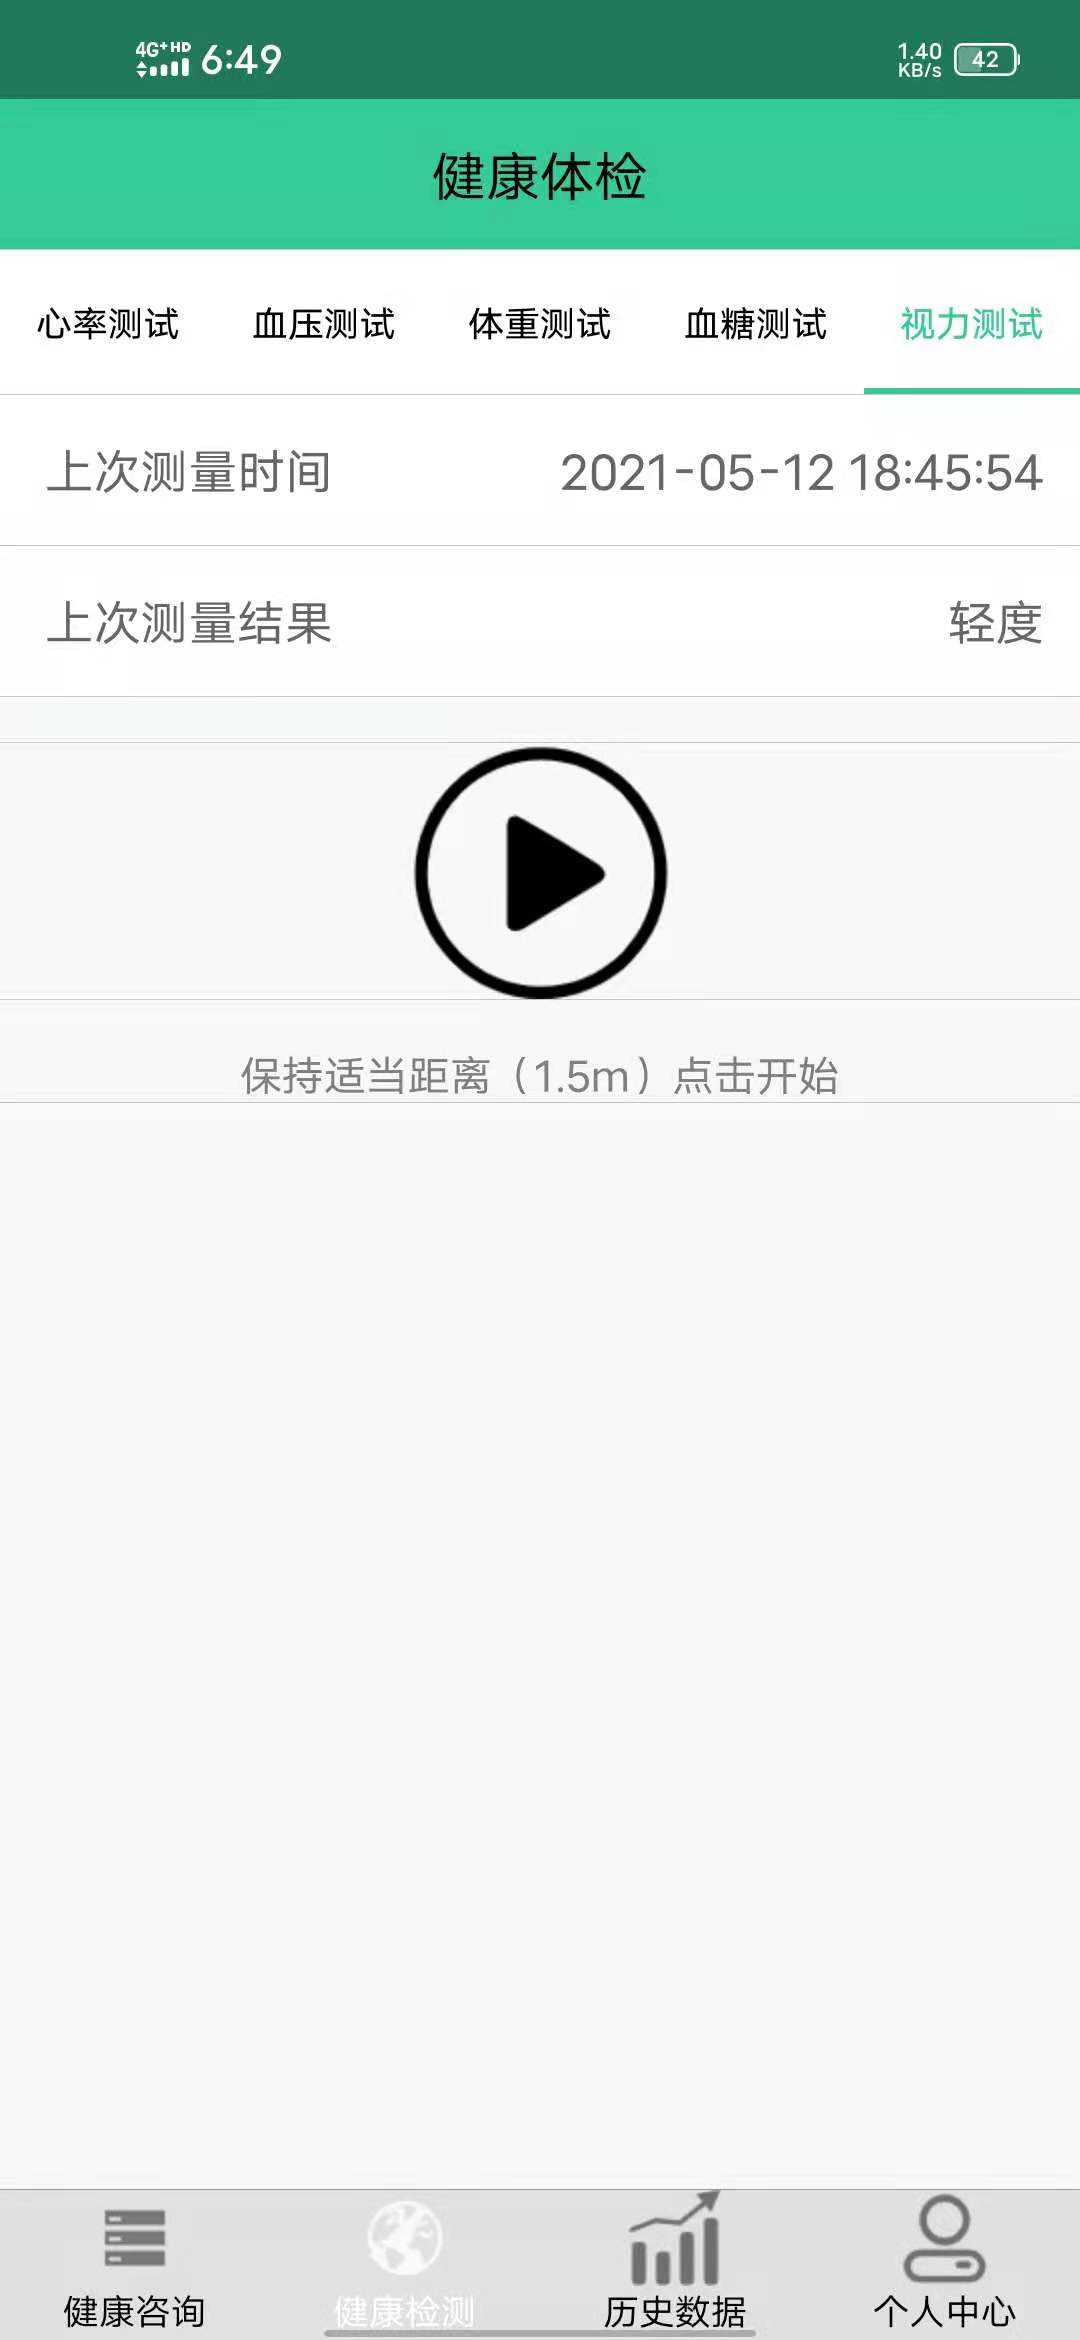 4G+ HD 6:49 1.40 KB/s 42
健康体检
心率测试 血压测试 体重测试 血糖测试 视力测试
上次测量时间 2021-05-12 18:45:54
上次测量结果 轻度
保持适当距离（1.5m）点击开始
健康咨询 健康检测 历史数据 个人中心